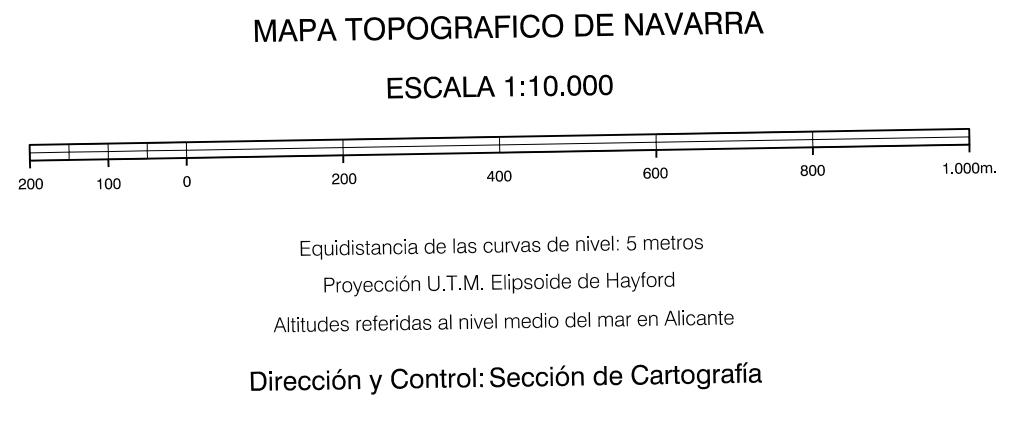 MAPA TOPOGRAFICO DE NAVARRA
ESCALA 1:10.000
200 100 0 200 400 600 800 1.000m.
Equidistancia de las curvas de nivel: 5 metros
Proyección U.T.M. Elipsoide de Hayford
Altitudes referidas al nivel medio del mar en Alicante
Dirección y Control: Sección de Cartografía